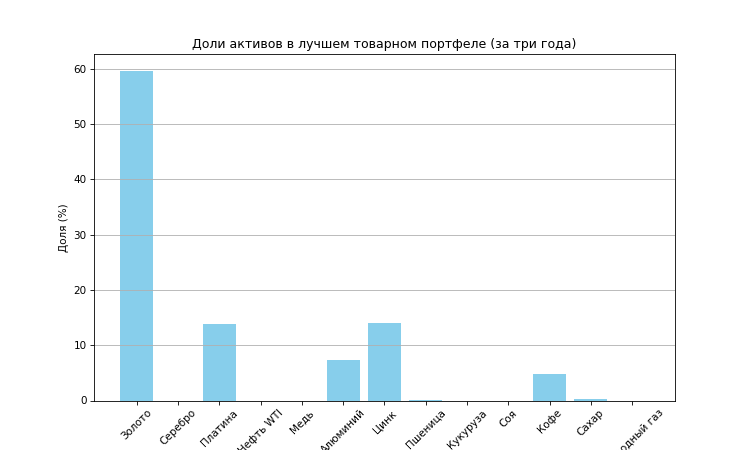 Доли активов в лучшем товарном портфеле (за три года)
Доля (%)
60
50
40
30
20
10
0
Золото
Серебро
Платина
Нефть WTI
Медь
Алюминий
Цинк
Пшеница
Кукуруза
Соя
Кофе
Сахар
газ